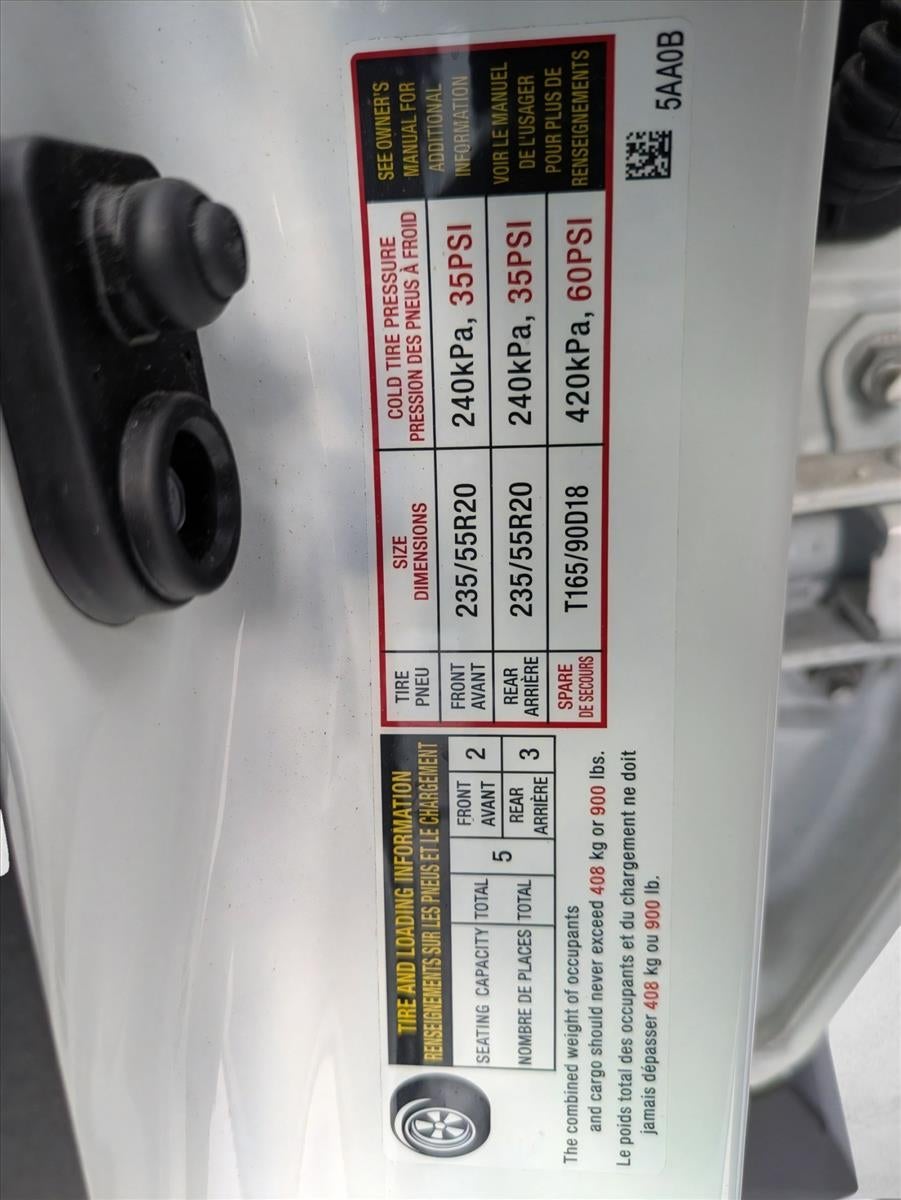 TIRE AND LOADING INFORMATION
RENSEIGNEMENTS SUR LES PNEUS ET LE CHARGEMENT
SEATING CAPACITY TOTAL
NOMBRE DE PLACES TOTAL
5
FRONT
AVANT
2
REAR
ARRIÈRE
3
The combined weight of occupants
and cargo should never exceed 408 kg or 900 lbs.
Le poids total des occupants et du chargement ne doit
jamais dépasser 408 kg ou 900 lb.
TIRE
PNEU
SIZE
DIMENSIONS
COLD TIRE PRESSURE
PRESSION DES PNEUS À FROID
FRONT
AVANT
235/55R20
240kPa, 35PSI
REAR
ARRIÈRE
235/55R20
240kPa, 35PSI
SPARE
DE SECOURS
T165/90D18
420kPa, 60PSI
SEE OWNER'S
MANUAL FOR
ADDITIONAL
INFORMATION
VOIR LE MANUEL
DE L'USAGER
POUR PLUS DE
RENSEIGNEMENTS
5AA0B